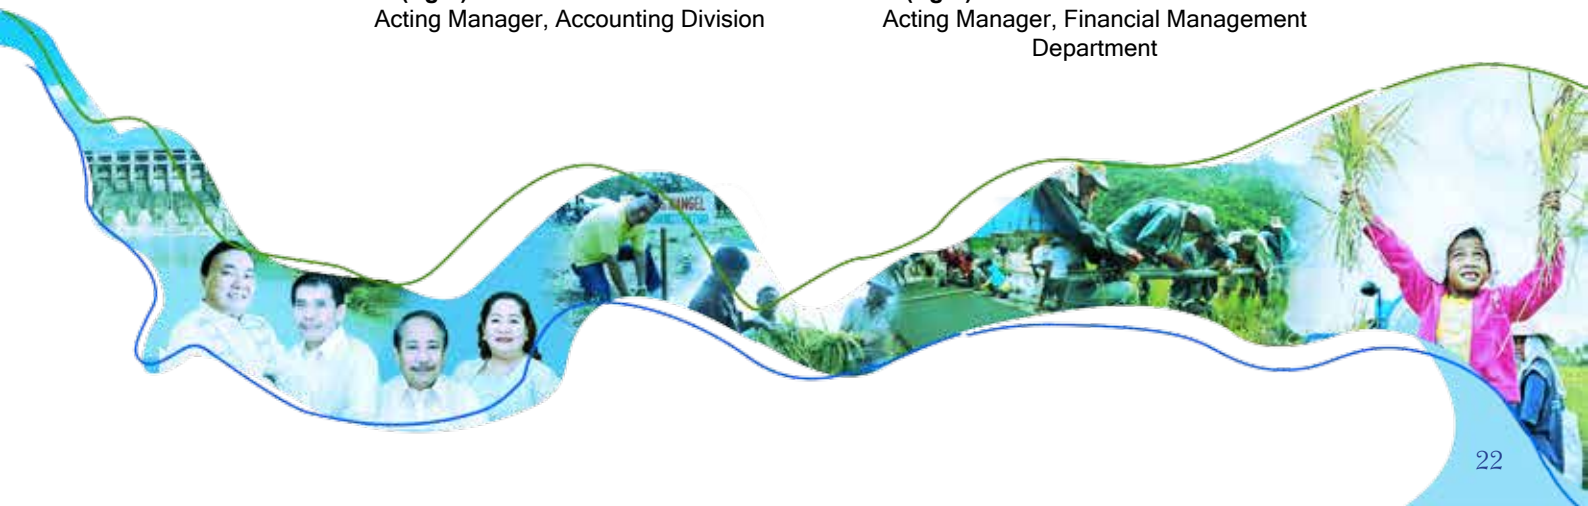 Acting Manager, Accounting Division
Acting Manager, Financial Management
Department
22